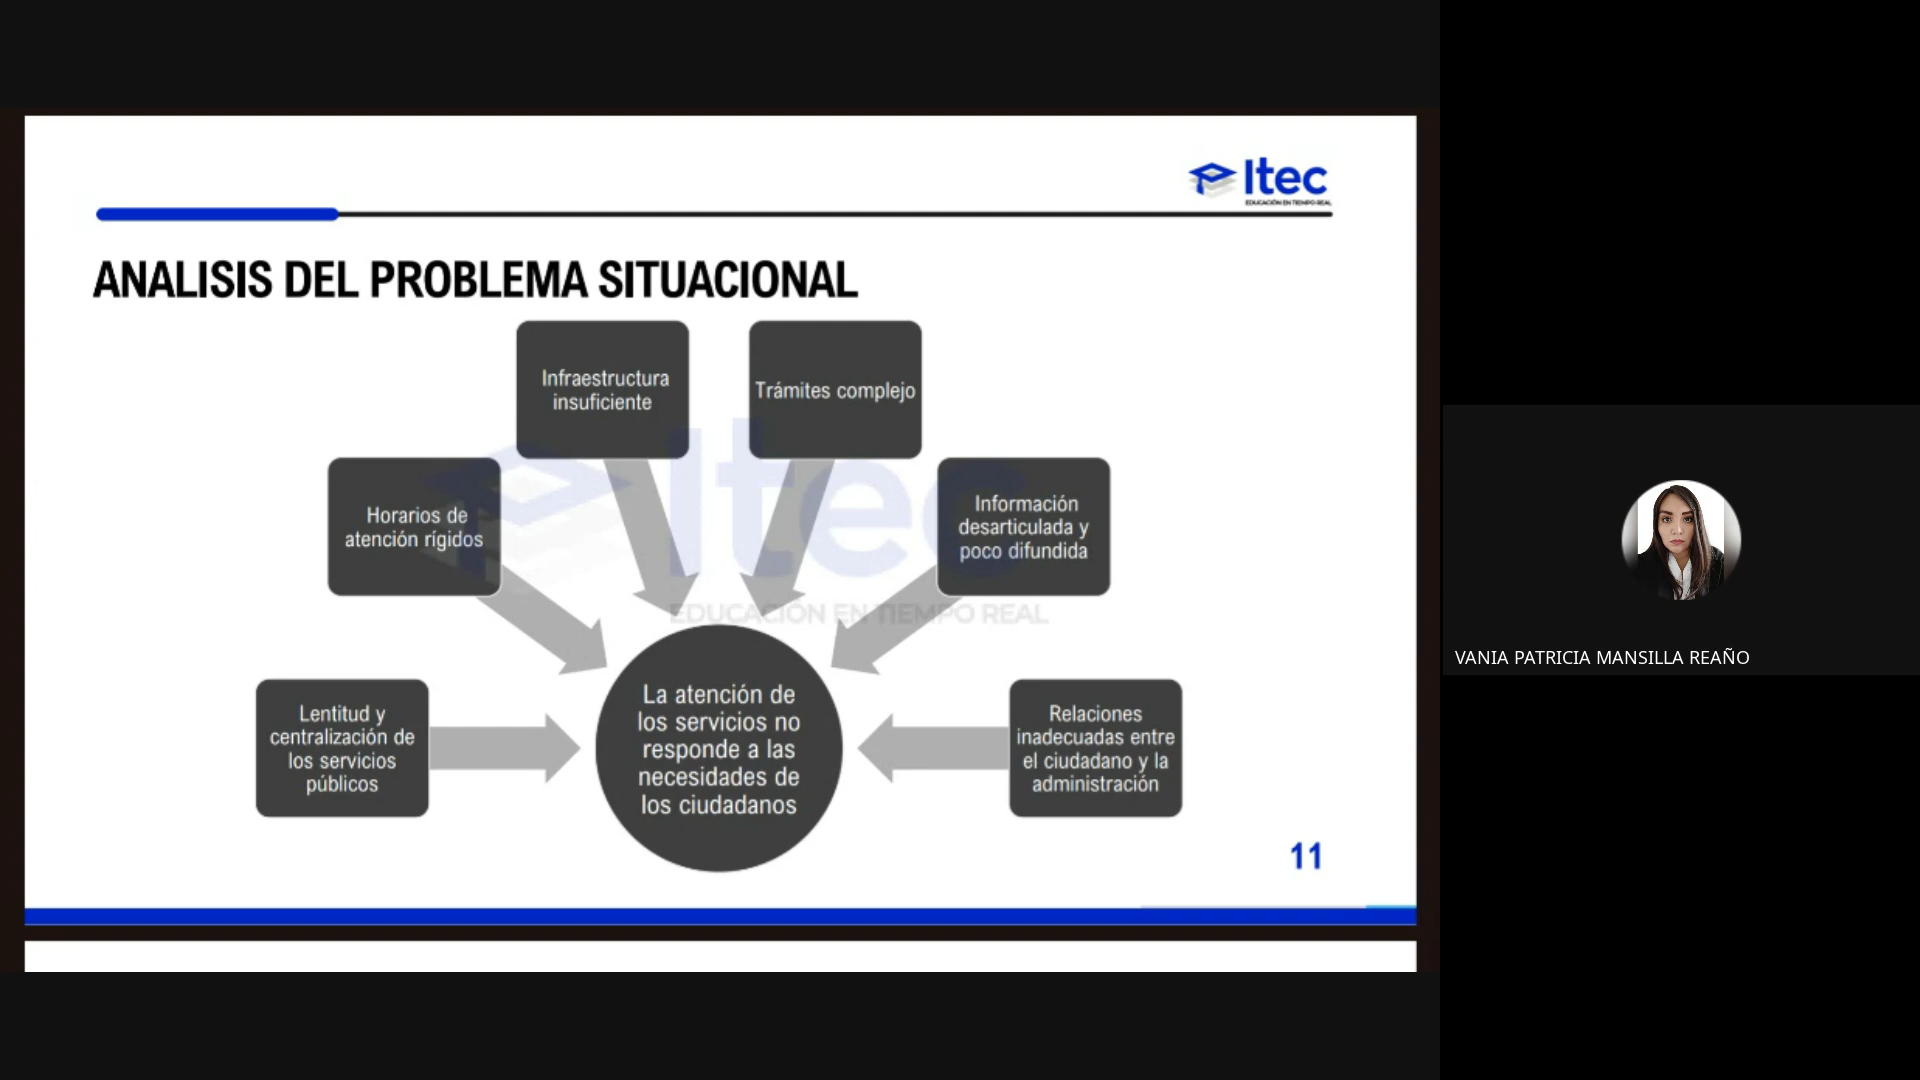 Itec
EDUCACIÓN EN TIEMPO REAL
ANALISIS DEL PROBLEMA SITUACIONAL
Infraestructura
insuficiente
Trámites complejo
Horarios de
atención rígidos
Información
desarticulada y
poco difundida
Itec
EDUCACIÓN EN TIEMPO REAL
Lentitud y
centralización de
los servicios
públicos
La atención de
los servicios no
responde a las
necesidades de
los ciudadanos
Relaciones
inadecuadas entre
el ciudadano y la
administración
11
VANIA PATRICIA MANSILLA REAÑO